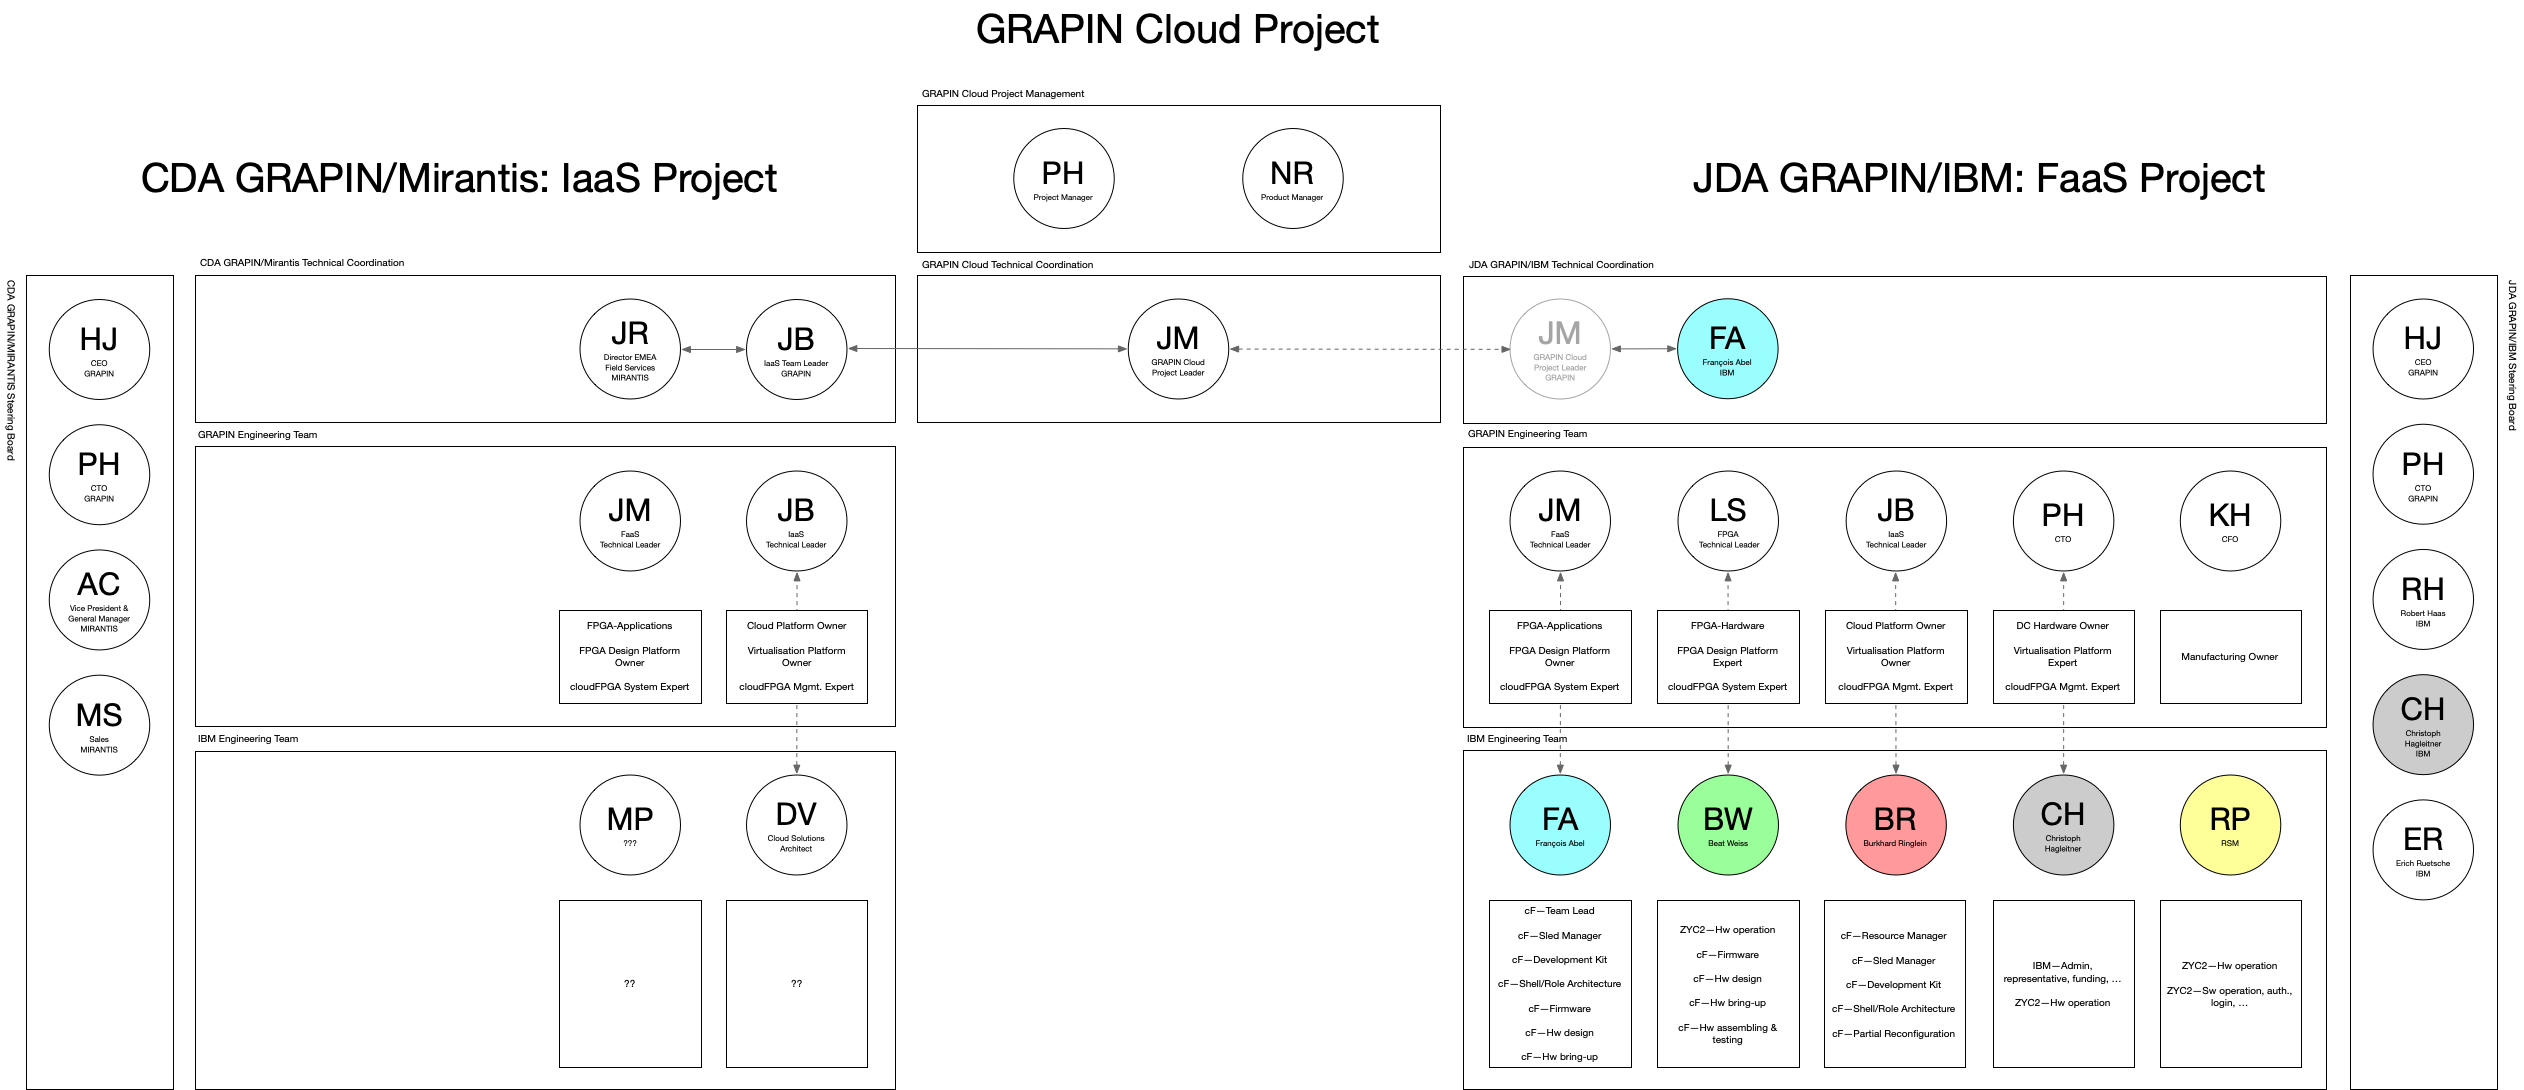 GRAPIN Cloud Project
CDA GRAPIN/Mirantis: IaaS Project
JDA GRAPIN/IBM: FaaS Project
GRAPIN Cloud Project Management
PH
Project Manager
NR
Product Manager
CDA GRAPIN/MIRANTIS Steering Board
HJ
CEO
GRAPIN
PH
CTO
GRAPIN
AC
Vice President &
General Manager
MIRANTIS
MS
Sales
MIRANTIS
CDA GRAPIN/Mirantis Technical Coordination
JR
Director EMEA
Field Services
MIRANTIS
JB
IaaS Team Leader
GRAPIN
GRAPIN Engineering Team
JM
FaaS
Technical Leader
JB
IaaS
Technical Leader
FPGA-Applications
FPGA Design Platform
Owner
cloudFPGA System Expert
Cloud Platform Owner
Virtualisation Platform
Owner
cloudFPGA Mgmt. Expert
IBM Engineering Team
MP
???
DV
Cloud Solutions
Architect
??
??
GRAPIN Cloud Technical Coordination
JM
GRAPIN Cloud
Project Leader
JDA GRAPIN/IBM Technical Coordination
JM
GRAPIN Cloud
Project Leader
GRAPIN
FA
François Abel
IBM
GRAPIN Engineering Team
JM
FaaS
Technical Leader
LS
FPGA
Technical Leader
JB
IaaS
Technical Leader
PH
CTO
KH
CFO
FPGA-Applications
FPGA Design Platform
Owner
cloudFPGA System Expert
FPGA-Hardware
FPGA Design Platform
Expert
cloudFPGA System Expert
Cloud Platform Owner
Virtualisation Platform
Owner
cloudFPGA Mgmt. Expert
DC Hardware Owner
Virtualisation Platform
Expert
cloudFPGA Mgmt. Expert
Manufacturing Owner
IBM Engineering Team
FA
François Abel
BW
Beat Weiss
BR
Burkhard Ringlein
CH
Christoph
Hagleitner
RP
RSM
cF—Team Lead
cF—Sled Manager
cF—Development Kit
cF—Shell/Role Architecture
cF—Firmware
cF—Hw design
cF—Hw bring-up
ZYC2—Hw operation
cF—Firmware
cF—Hw design
cF—Hw bring-up
cF—Hw assembling &
testing
cF—Resource Manager
cF—Sled Manager
cF—Development Kit
cF—Shell/Role Architecture
cF—Partial Reconfiguration
IBM—Admin,
representative, funding, …
ZYC2—Hw operation
ZYC2—Hw operation
ZYC2—Sw operation, auth.,
login, …
JDA GRAPIN/IBM Steering Board
HJ
CEO
GRAPIN
PH
CTO
GRAPIN
RH
Robert Haas
IBM
CH
Christoph
Hagleitner
IBM
ER
Erich Ruetsche
IBM